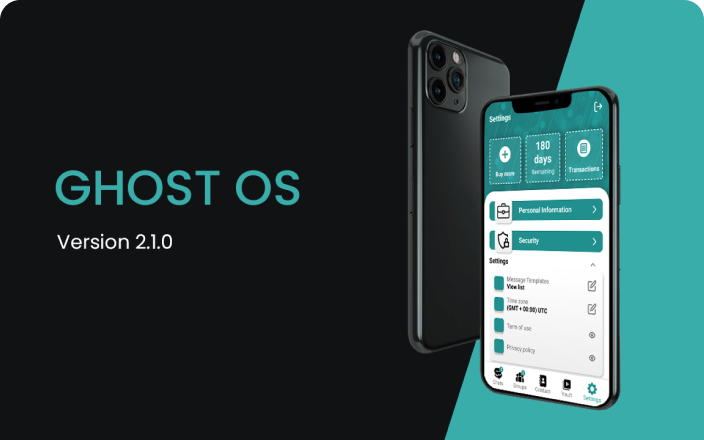 GHOST OS
Version 2.1.0
Settings
Buy more
180
days
Remaining
Transactions
Personal Information
Security
Settings
Message Templates
View list
Time zone
(GMT + 00:00) UTC
Term of use
Privacy policy
Chats
Groups
Contact
Vault
Settings